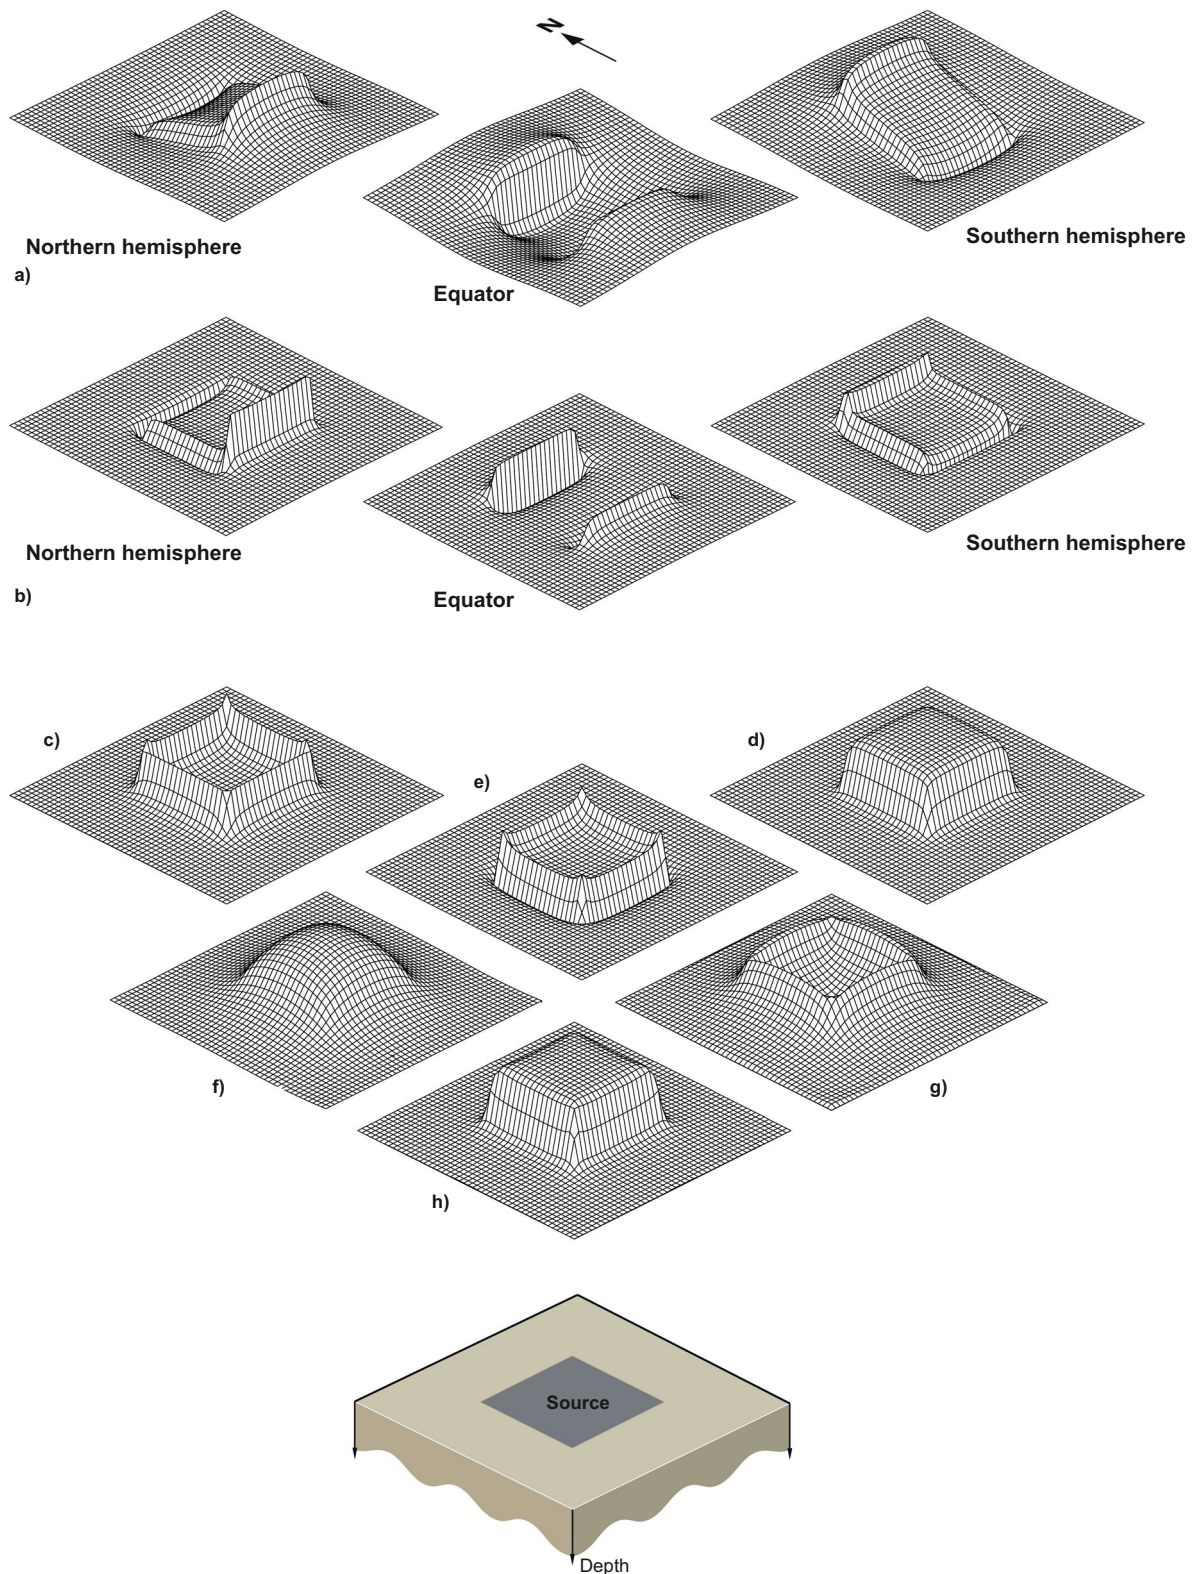 N
Northern hemisphere
Equator
Southern hemisphere
a)
Northern hemisphere
Equator
Southern hemisphere
b)
c)
e)
d)
f)
g)
h)
Source
Depth